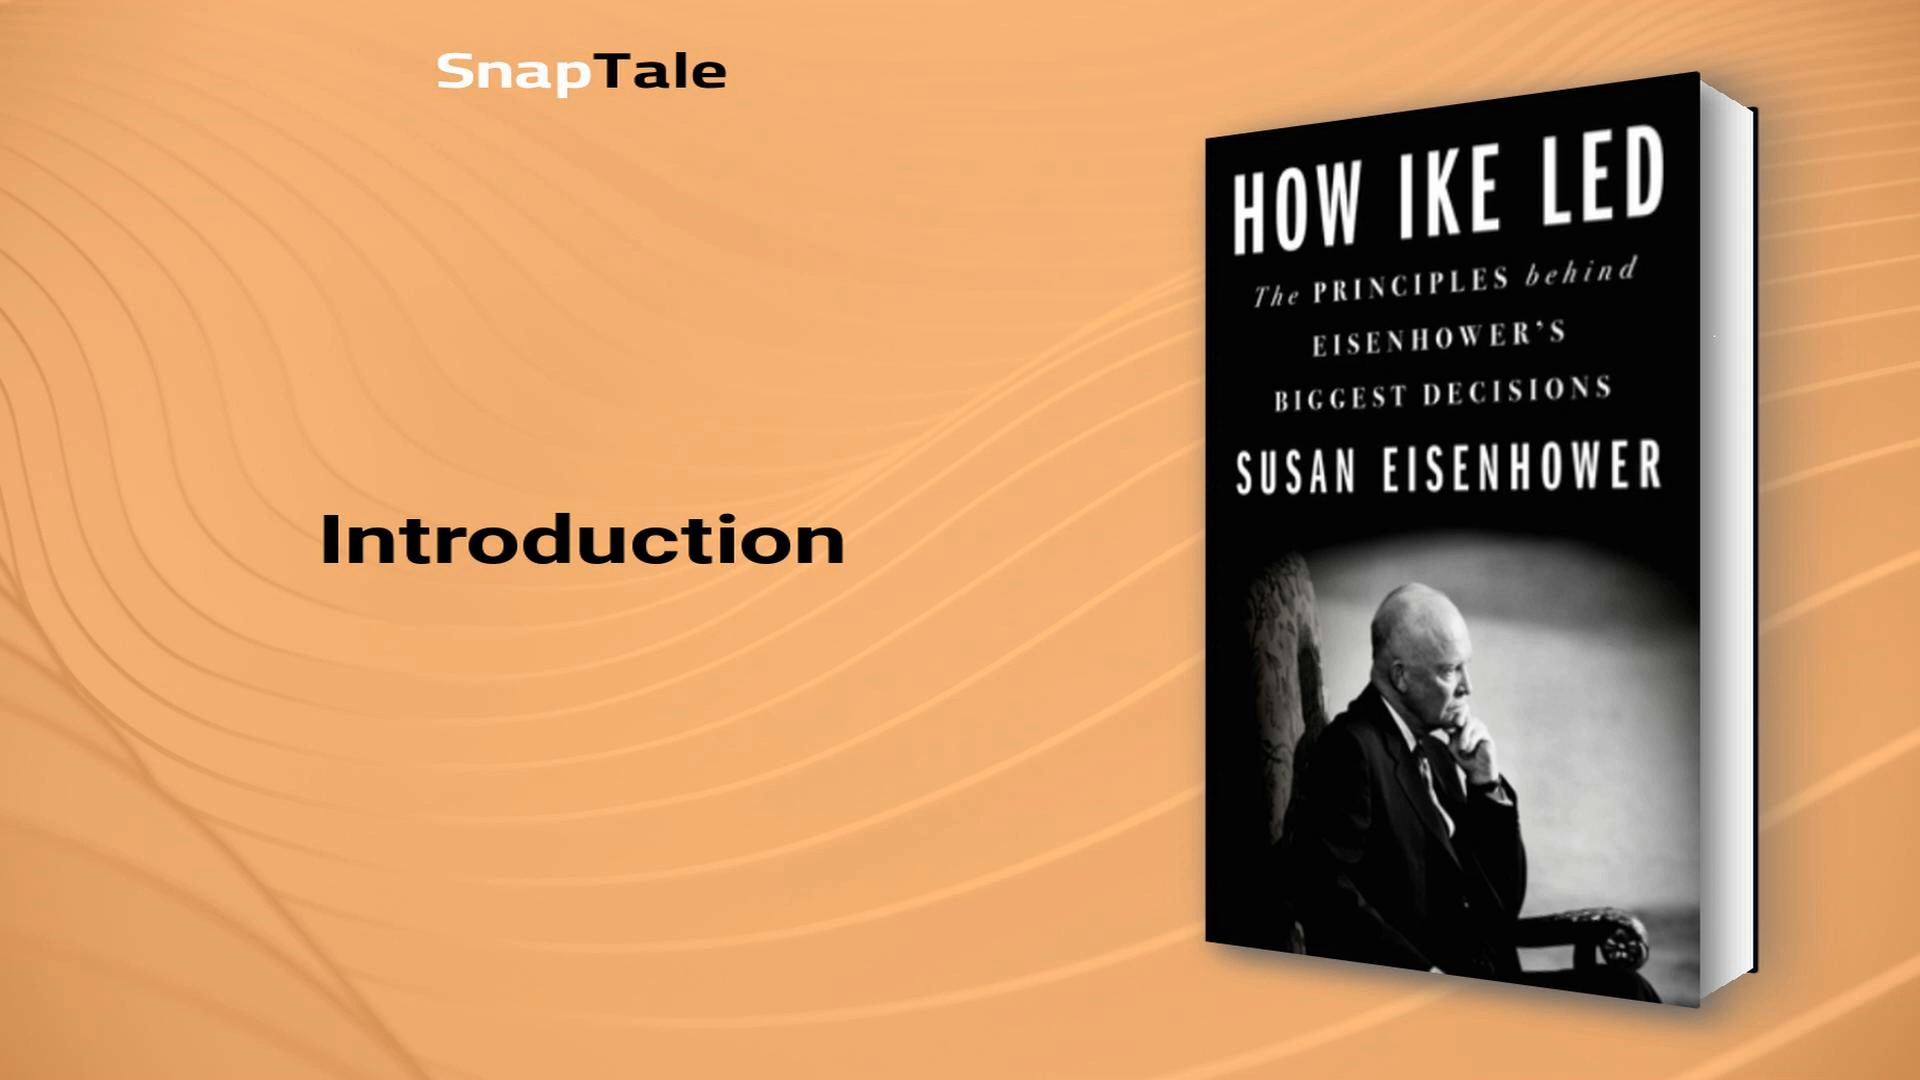 SnapTale
Introduction
HOW IKE LED
The PRINCIPLES behind
EISENHOWER'S
BIGGEST DECISIONS
SUSAN EISENHOWER